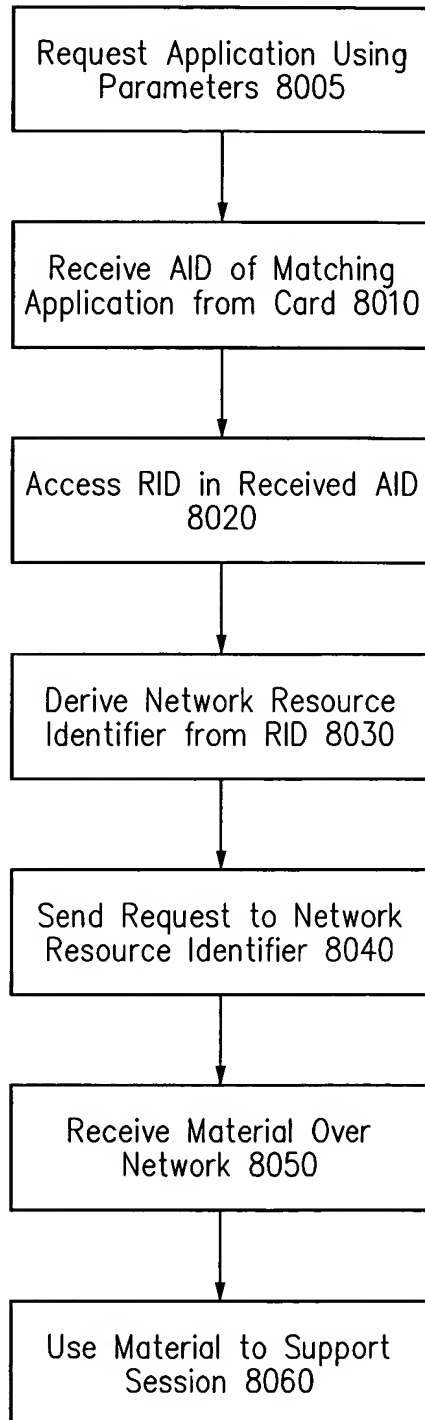 Request Application Using
Parameters 8005
Receive AID of Matching
Application from Card 8010
Access RID in Received AID
8020
Derive Network Resource
Identifier from RID 8030
Send Request to Network
Resource Identifier 8040
Receive Material Over
Network 8050
Use Material to Support
Session 8060